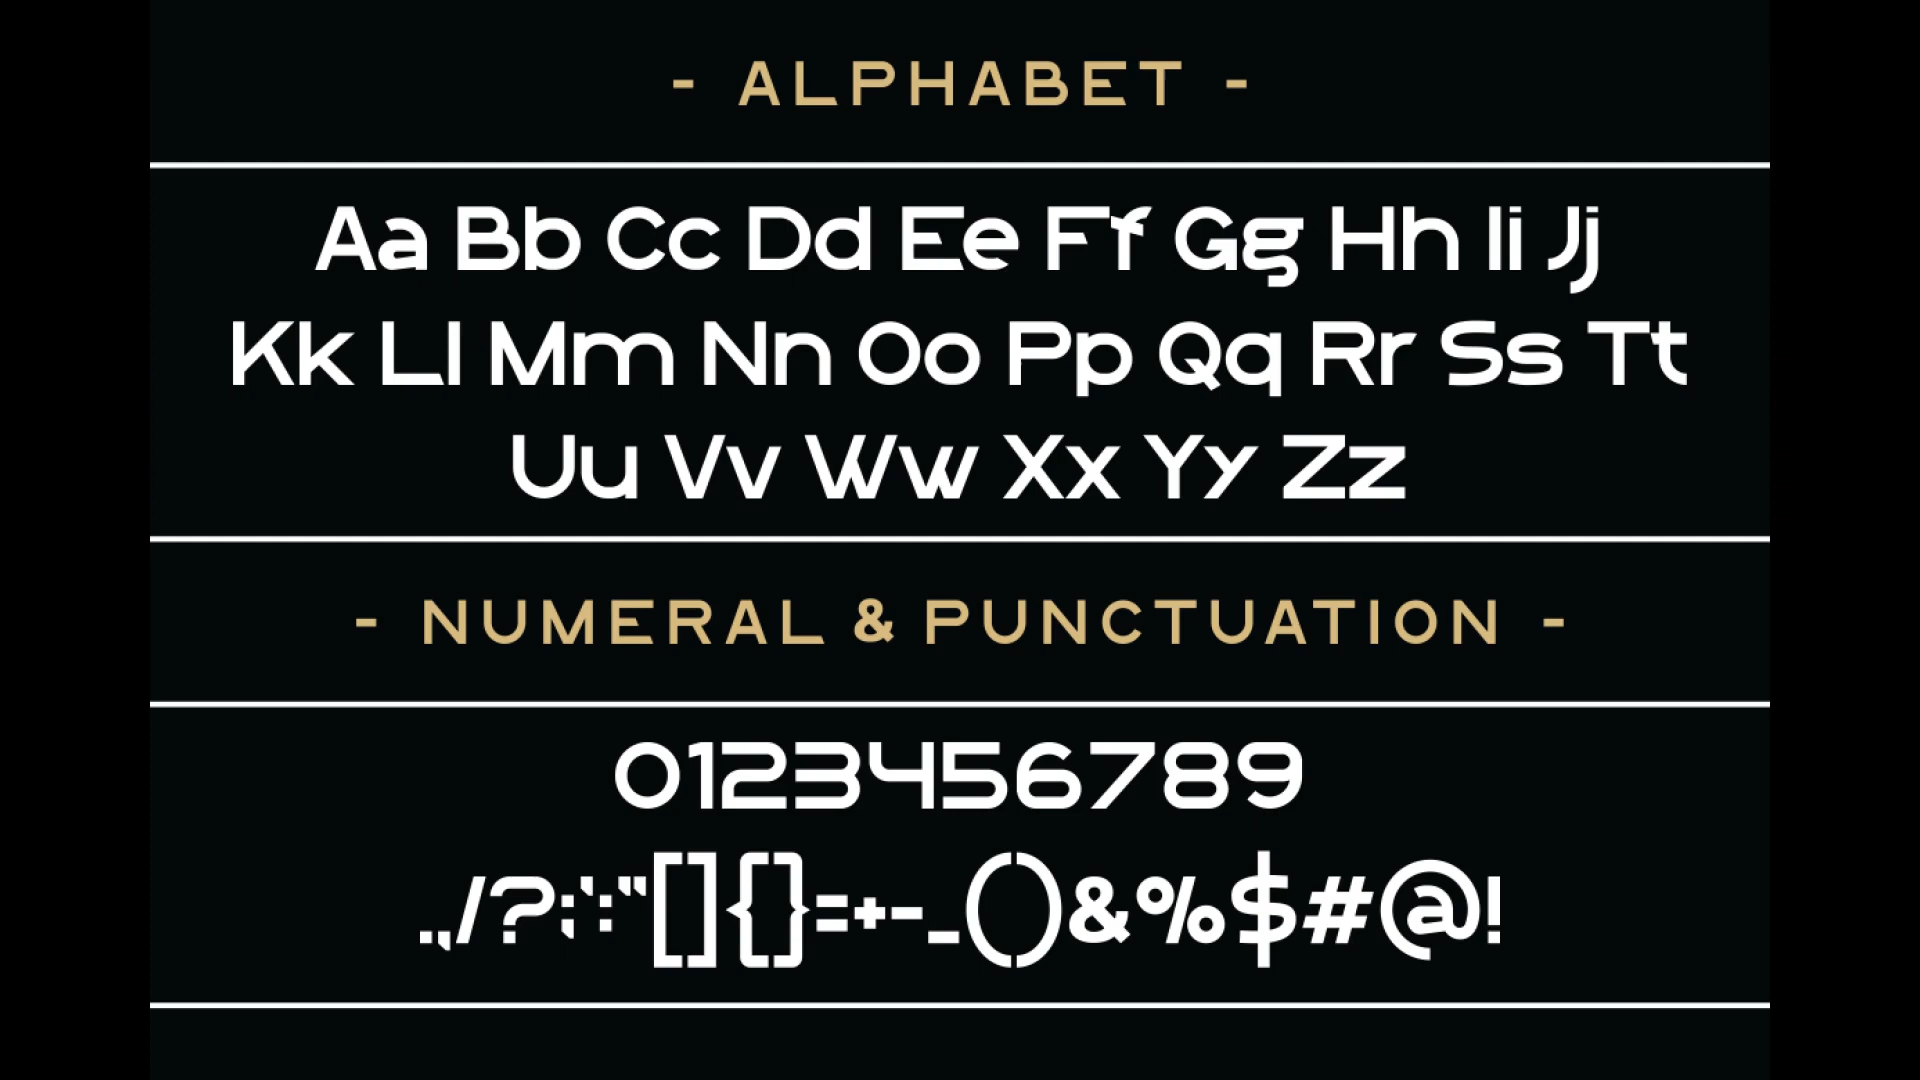 - ALPHABET -
Aa Bb Cc Dd Ee Ff Gg Hh Ii Jj
Kk Ll Mm Nn Oo Pp Qq Rr Ss Tt
Uu Vv Ww Xx Yy Zz
- NUMERAL & PUNCTUATION -
0123456789
.,/?;':"[]{}=+-_()&%$#@!